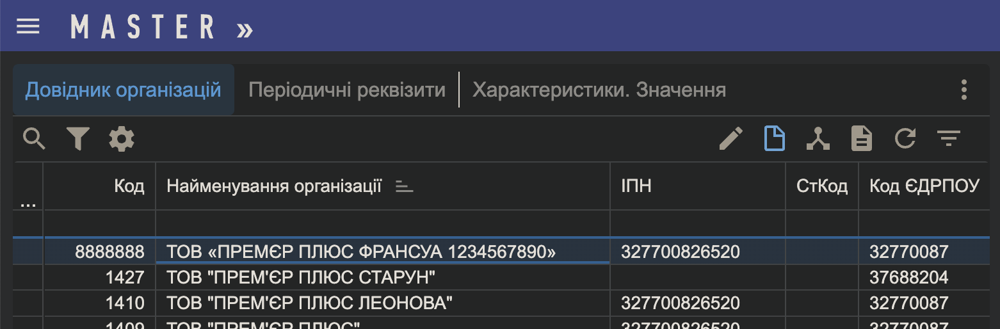 MASTER »
Довідник організацій Періодичні реквізити Характеристики. Значення
... Код Найменування організації ІПН СтКод Код ЄДРПОУ
8888888 ТОВ «ПРЕМЄР ПЛЮС ФРАНСУА 1234567890» 327700826520 32770087
1427 ТОВ "ПРЕМ'ЄР ПЛЮС СТАРУН" 37688204
1410 ТОВ "ПРЕМ'ЄР ПЛЮС ЛЕОНОВА" 327700826520 32770087
1409 ТОВ "ПРЕМ'ЄР ПЛЮС" 327700826520 32770087